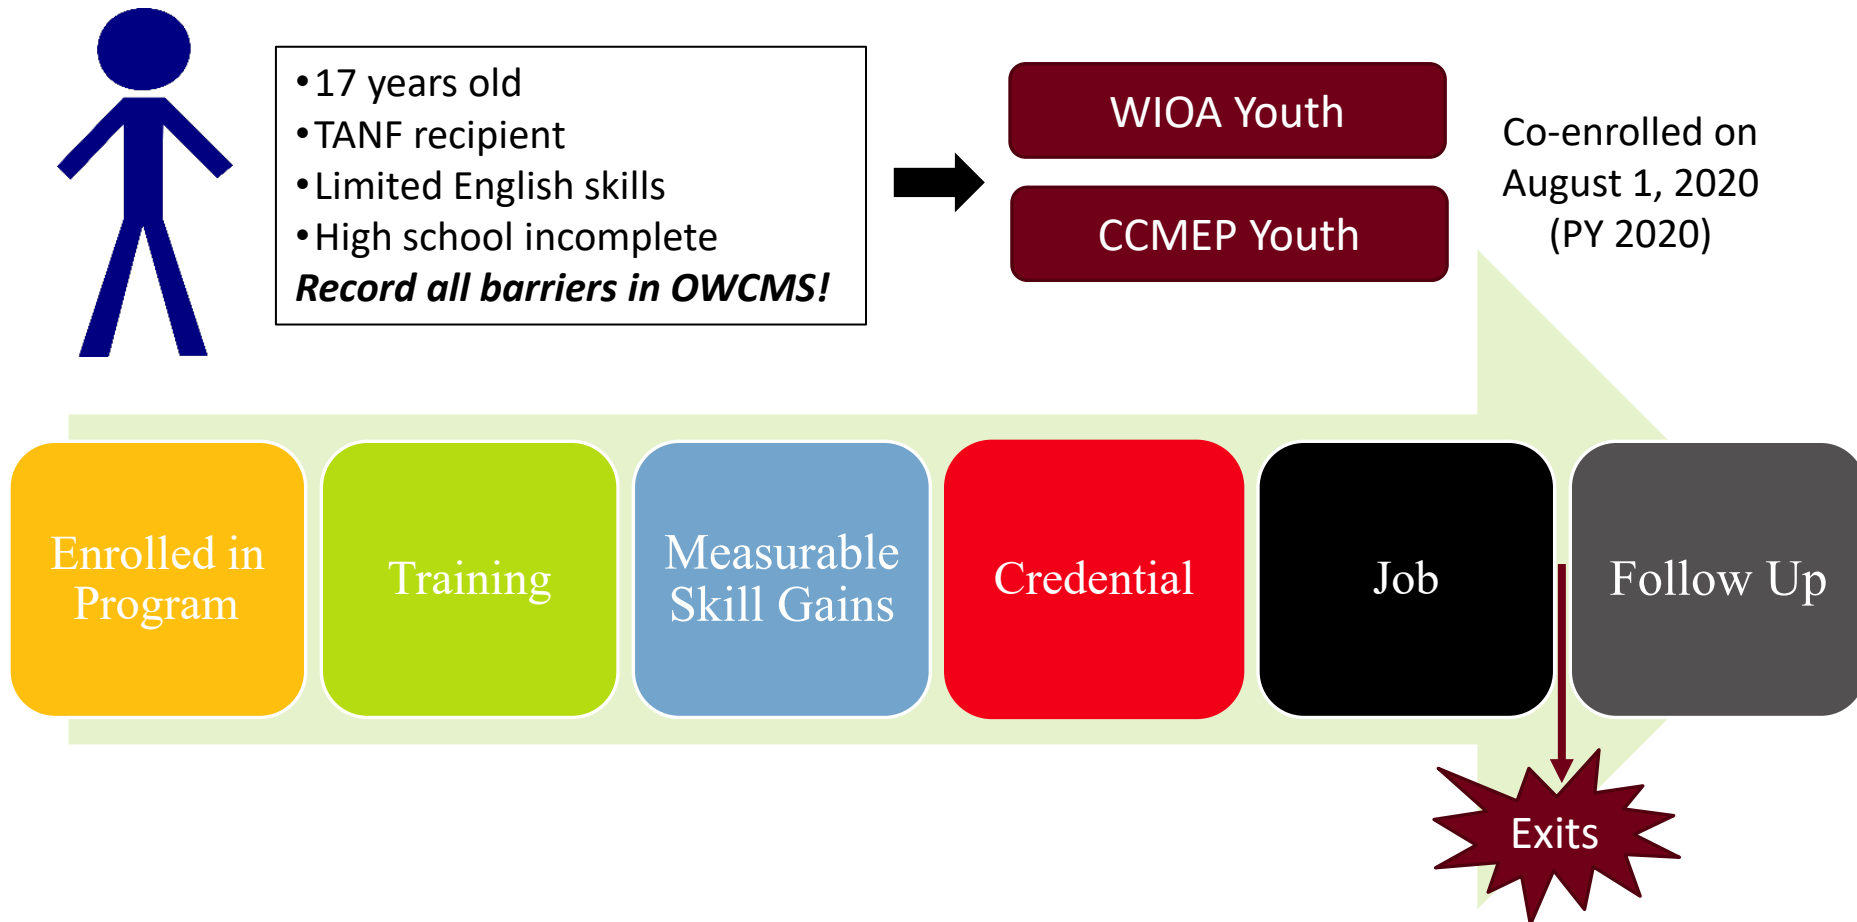 •17 years old
•TANF recipient
•Limited English skills
•High school incomplete
Record all barriers in OWCMS!
WIOA Youth
CCMEP Youth
Co-enrolled on
August 1, 2020
(PY 2020)
Enrolled in
Program
Training
Measurable
Skill Gains
Credential
Job
Follow Up
Exits